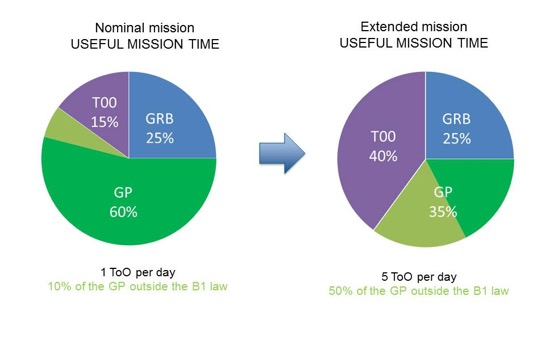 Nominal mission
USEFUL MISSION TIME
Extended mission
USEFUL MISSION TIME
TOO
15%
GRB
25%
GP
60%
TOO
40%
GRB
25%
GP
35%
1 ToO per day
10% of the GP outside the B1 law
5 ToO per day
50% of the GP outside the B1 law